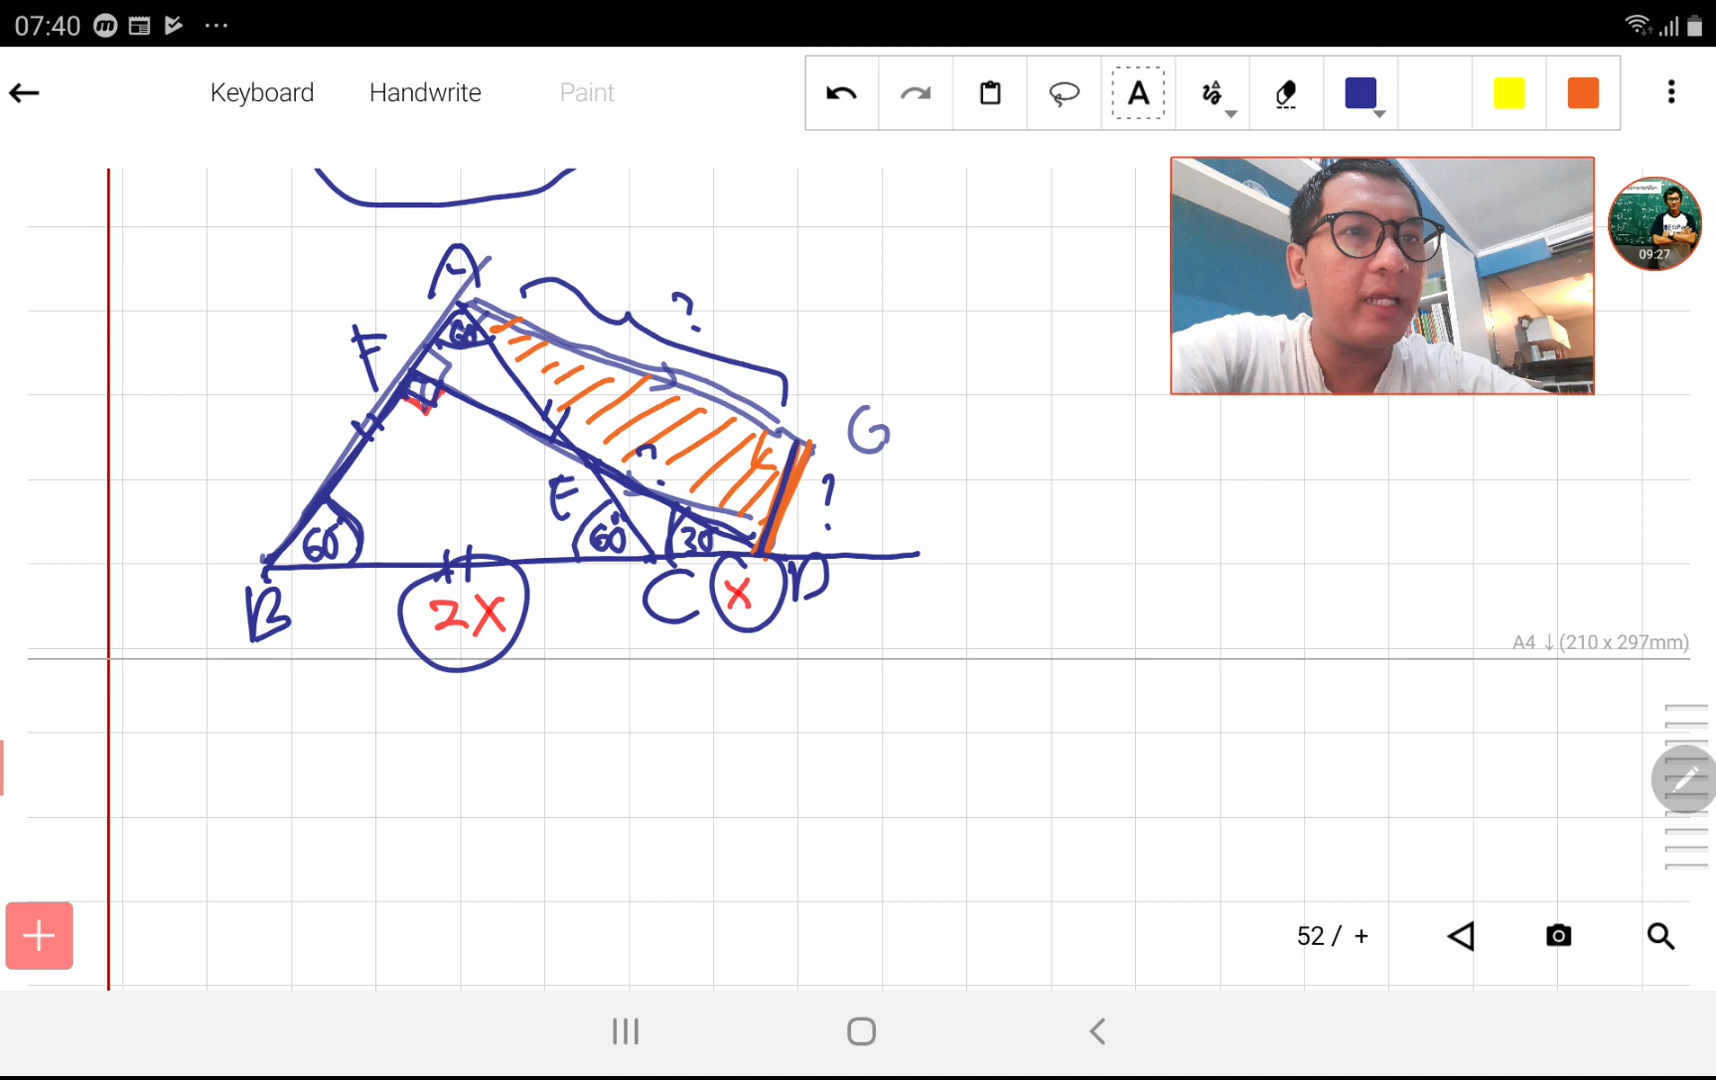 07:40
Keyboard Handwrite Paint
A
09:27
A
60
?
F
G
E
?
?
60°
60°
30
B
2X
C
X
D
A4 ↓(210 x 297mm)
52 / +